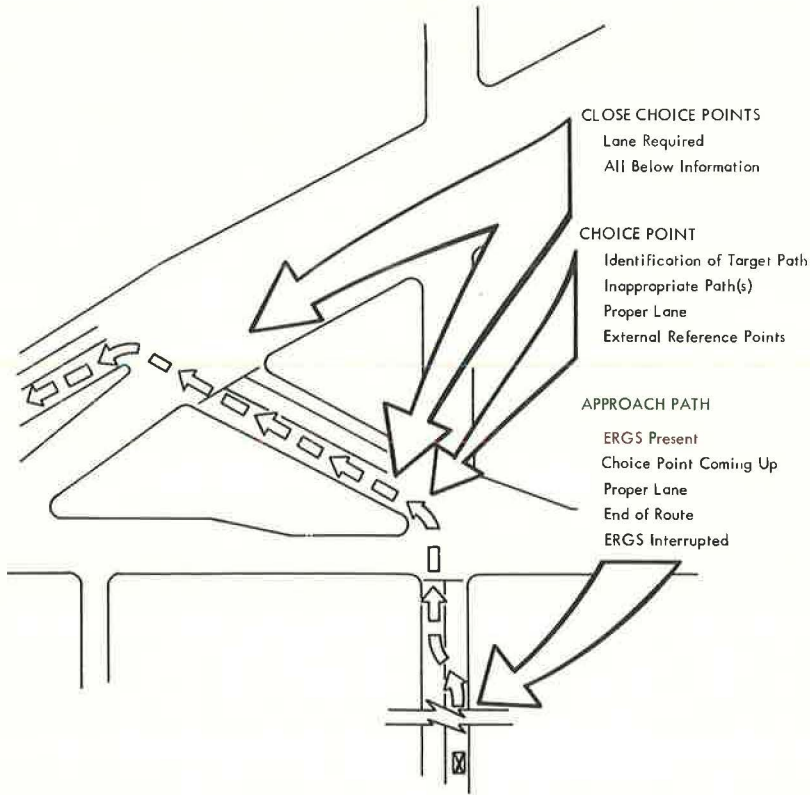 CLOSE CHOICE POINTS
Lane Required
All Below Information
CHOICE POINT
Identification of Target Path
Inappropriate Path(s)
Proper Lane
External Reference Points
APPROACH PATH
ERGS Present
Choice Point Coming Up
Proper Lane
End of Route
ERGS Interrupted